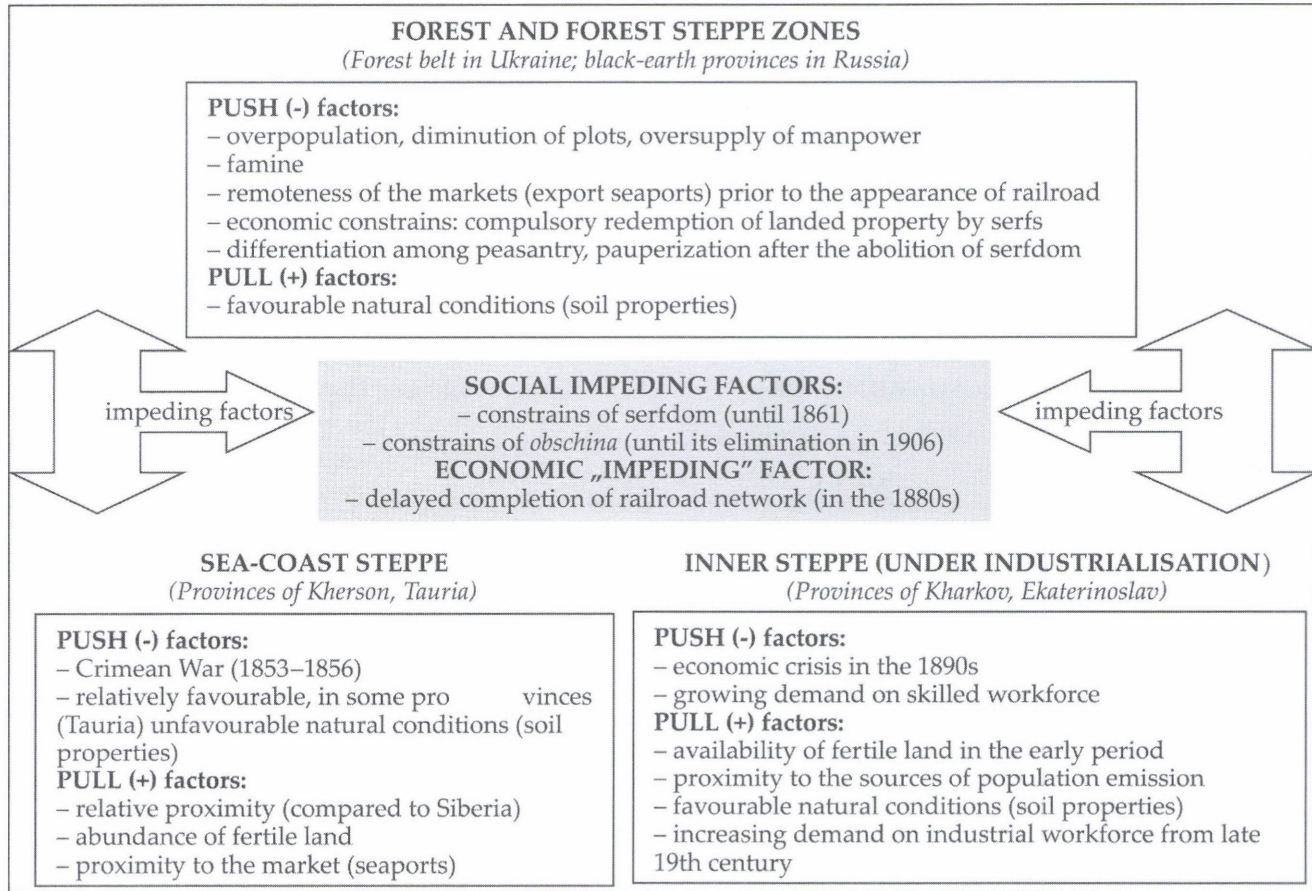 FOREST AND FOREST STEPPE ZONES
(Forest belt in Ukraine; black-earth provinces in Russia)
PUSH (-) factors:
– overpopulation, diminution of plots, oversupply of manpower
– famine
– remoteness of the markets (export seaports) prior to the appearance of railroad
– economic constrains: compulsory redemption of landed property by serfs
– differentiation among peasantry, pauperization after the abolition of serfdom
PULL (+) factors:
– favourable natural conditions (soil properties)
impeding factors
SOCIAL IMPEDING FACTORS:
– constrains of serfdom (until 1861)
– constrains of obschina (until its elimination in 1906)
ECONOMIC „IMPEDING” FACTOR:
– delayed completion of railroad network (in the 1880s)
impeding factors
SEA-COAST STEPPE
(Provinces of Kherson, Tauria)
PUSH (-) factors:
– Crimean War (1853–1856)
– relatively favourable, in some pro vinces
(Tauria) unfavourable natural conditions (soil
properties)
PULL (+) factors:
– relative proximity (compared to Siberia)
– abundance of fertile land
– proximity to the market (seaports)
INNER STEPPE (UNDER INDUSTRIALISATION)
(Provinces of Kharkov, Ekaterinoslav)
PUSH (-) factors:
– economic crisis in the 1890s
– growing demand on skilled workforce
PULL (+) factors:
– availability of fertile land in the early period
– proximity to the sources of population emission
– favourable natural conditions (soil properties)
– increasing demand on industrial workforce from late
19th century